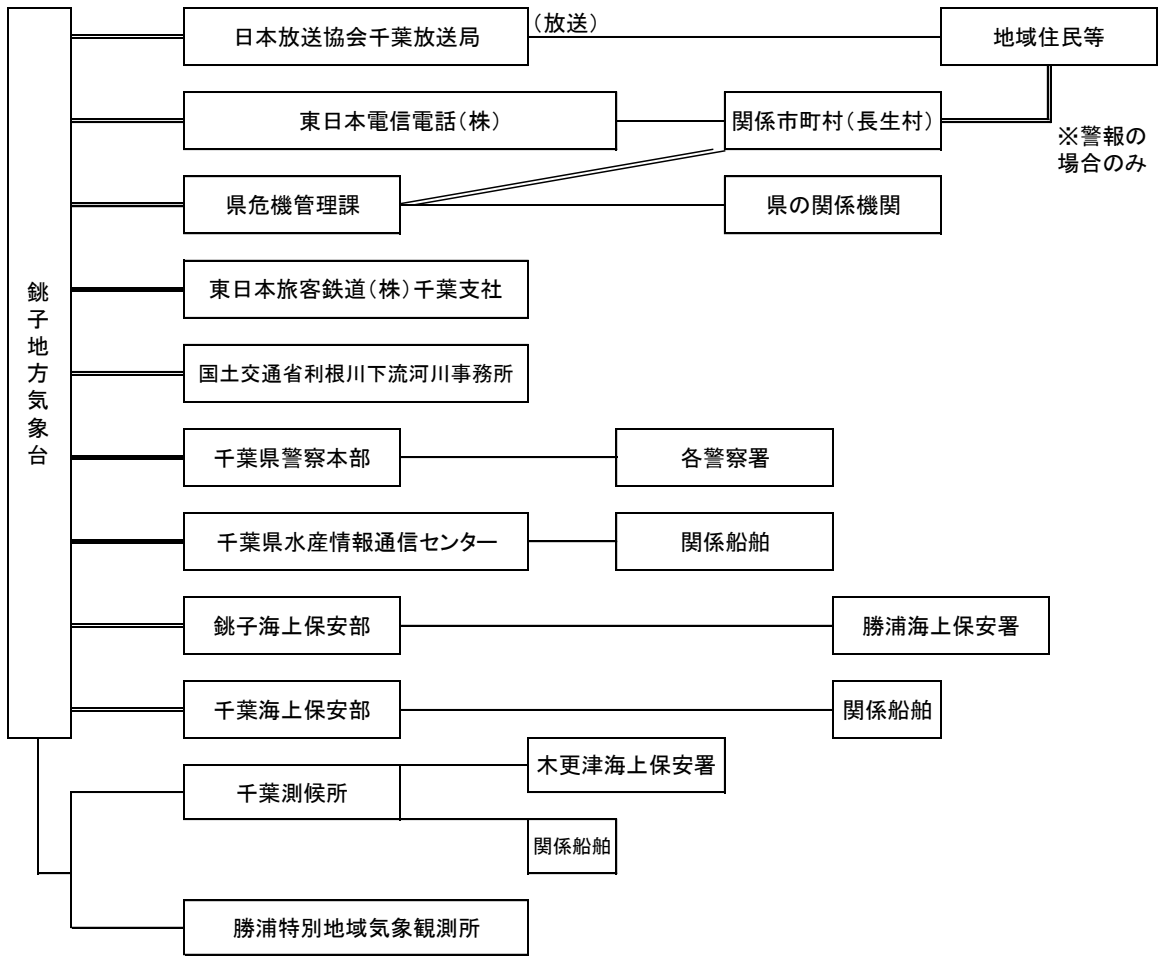 日本放送協会千葉放送局
(放送)
地域住民等
東日本電信電話(株)
関係市町村(長生村)
※警報の
場合のみ
県危機管理課
県の関係機関
銚子地方気象台
東日本旅客鉄道(株)千葉支社
国土交通省利根川下流河川事務所
千葉県警察本部
各警察署
千葉県水産情報通信センター
関係船舶
銚子海上保安部
勝浦海上保安署
千葉海上保安部
関係船舶
木更津海上保安署
千葉測候所
関係船舶
勝浦特別地域気象観測所